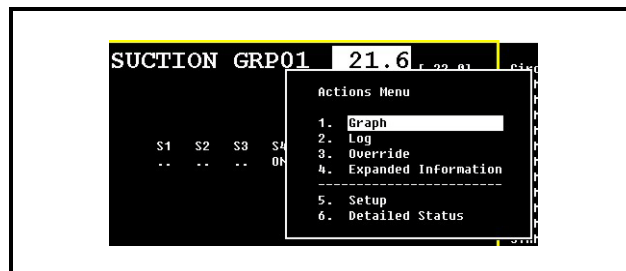 SUCTION GRP01 21.6
Actions Menu
1. Graph
2. Log
3. Override
4. Expanded Information
5. Setup
6. Detailed Status
S1 S2 S3 S4
.. .. ..